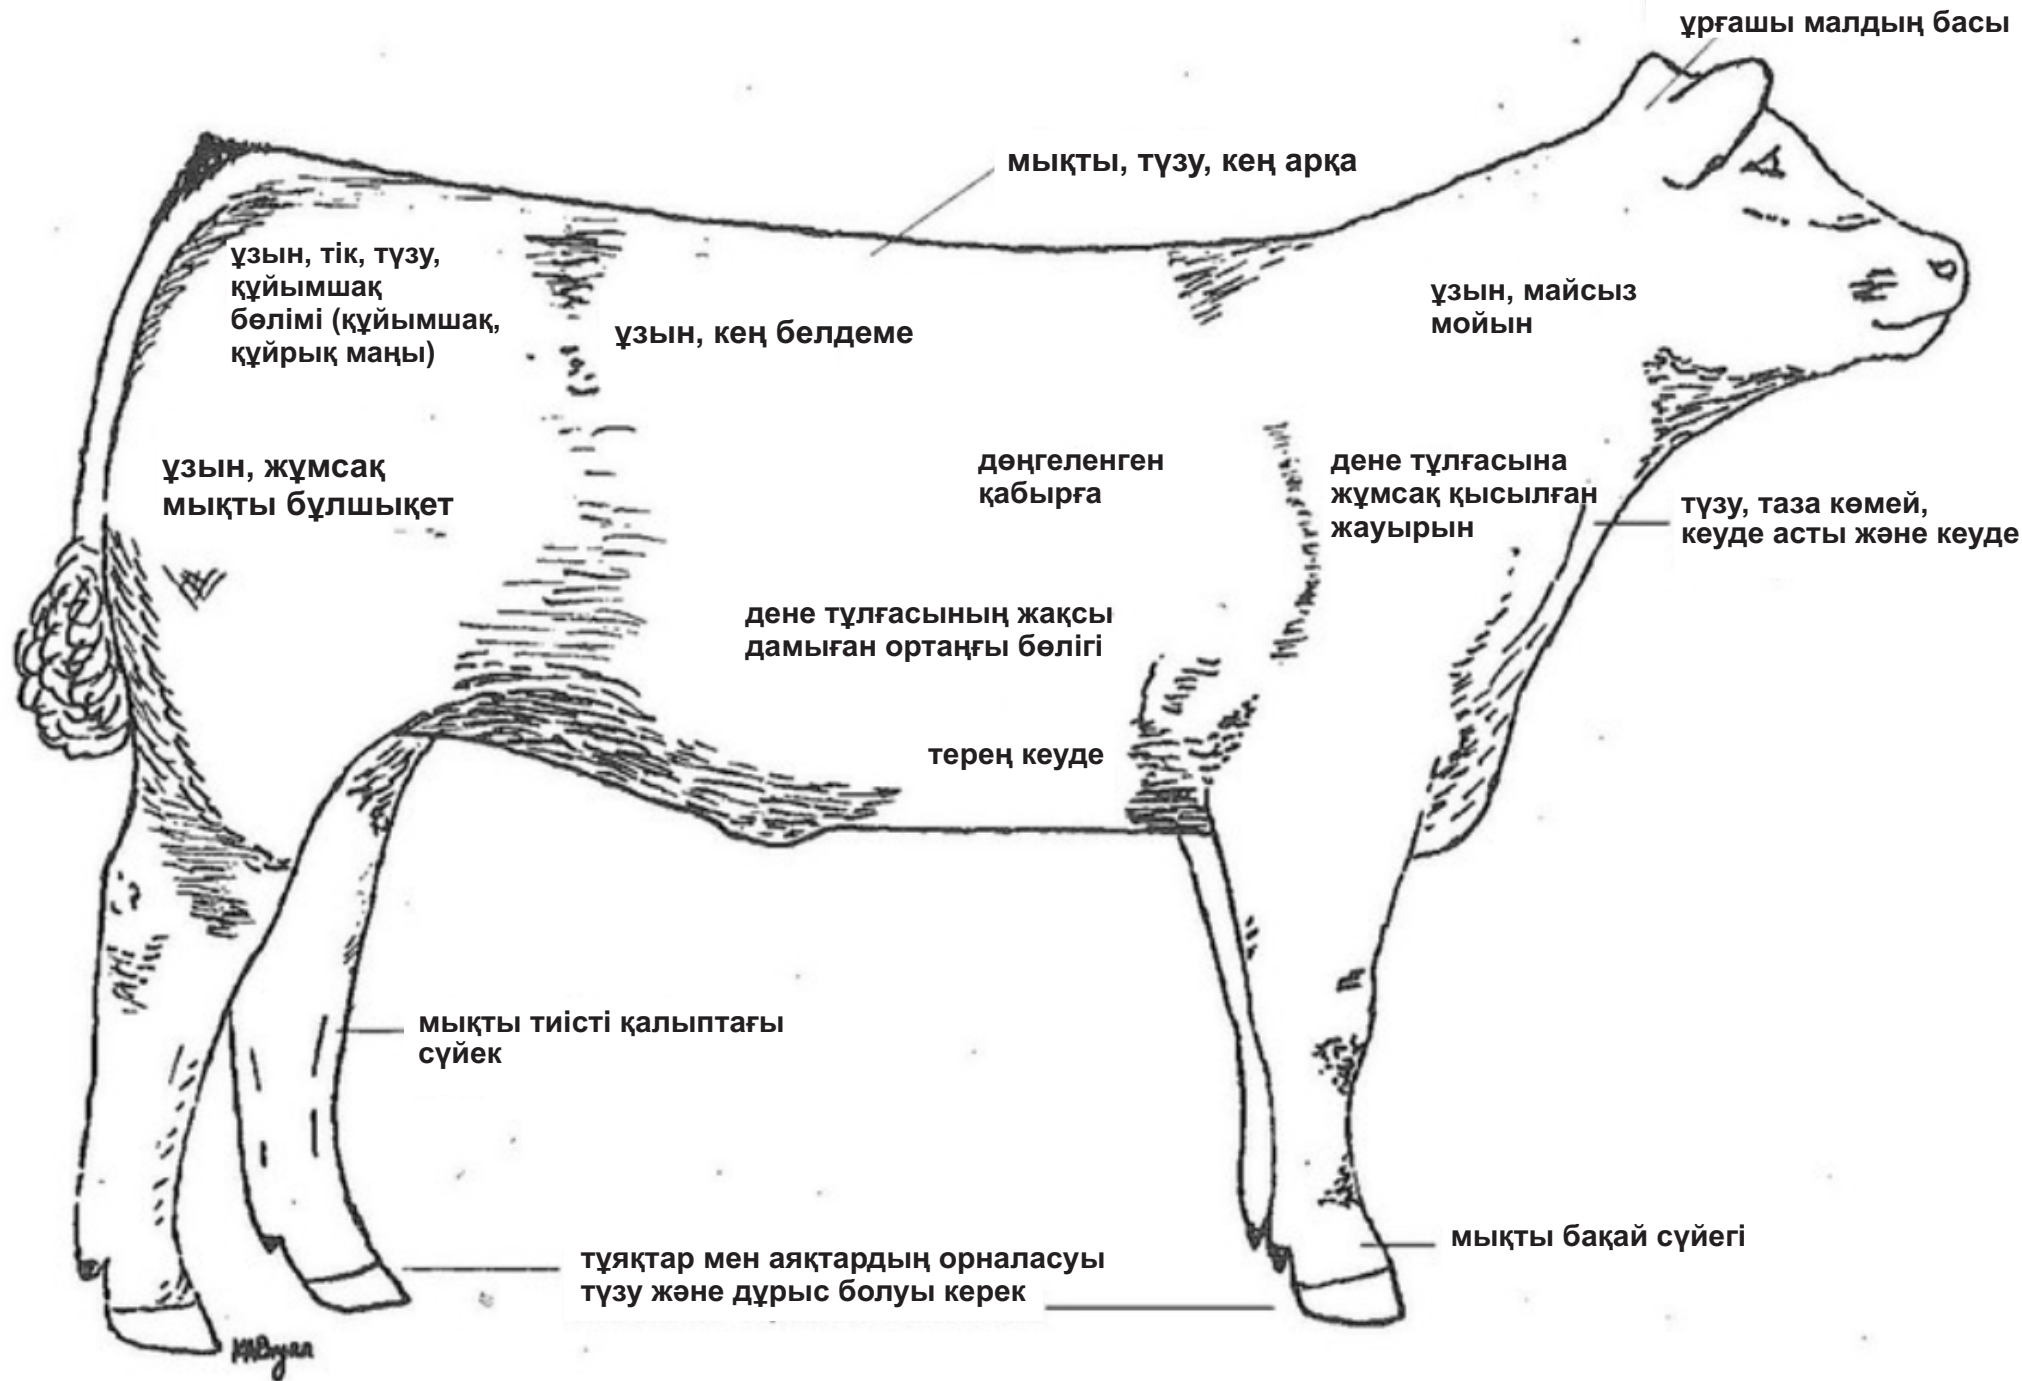 ұрғашы малдың басы
мықты, түзу, кең арқа
ұзын, тік, түзу,
құйымшақ
бөлімі (құйымшақ,
құйрық маңы)
ұзын, кең белдеме
ұзын, майсыз
мойын
ұзын, жұмсақ
мықты бұлшықет
дөңгеленген
қабырға
дене тұлғасына
жұмсақ қысылған
жауырын
түзу, таза көмей,
кеуде асты және кеуде
дене тұлғасының жақсы
дамыған ортаңғы бөлігі
терең кеуде
мықты тиісті қалыптағы
сүйек
мықты бақай сүйегі
тұяқтар мен аяқтардың орналасуы
түзу және дұрыс болуы керек